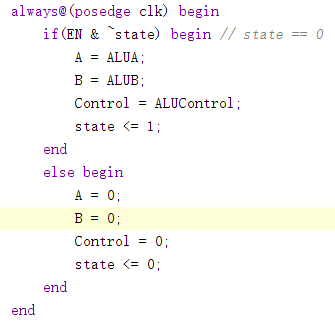 always@(posedge clk) begin
    if(EN & ~state) begin // state == 0
        A = ALUA;
        B = ALUB;
        Control = ALUControl;
        state <= 1;
    end
    else begin
        A = 0;
        B = 0;
        Control = 0;
        state <= 0;
    end
end